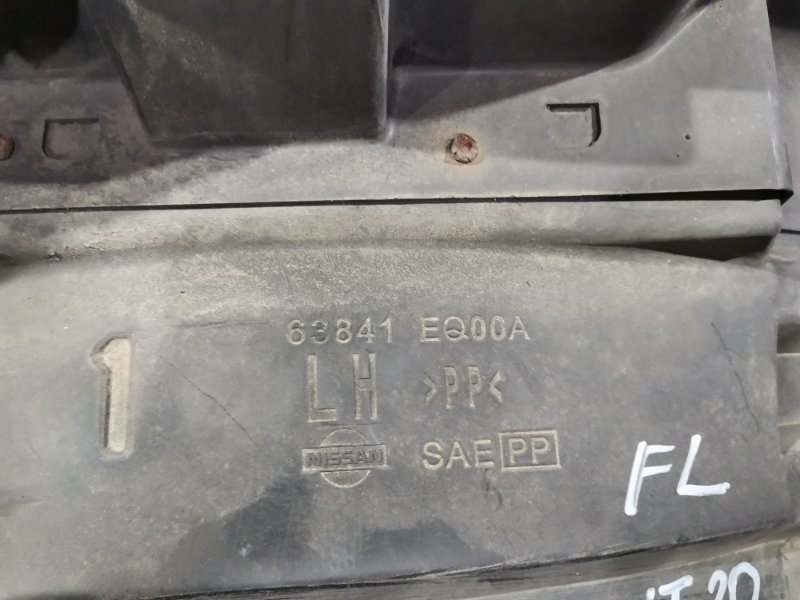 63841 EQ00A
1
LH >PP<
NISSAN SAE PP
FL